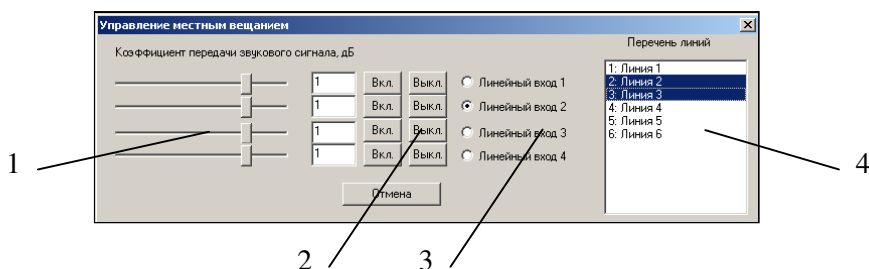 Управление местным вещанием
Коэффициент передачи звукового сигнала, дБ
Перечень линий
1 Вкл. Выкл. Линейный вход 1
1 Вкл. Выкл. Линейный вход 2
1 Вкл. Выкл. Линейный вход 3
1 Вкл. Выкл. Линейный вход 4
Отмена
1: Линия 1
2: Линия 2
3: Линия 3
4: Линия 4
5: Линия 5
6: Линия 6
1
2
3
4